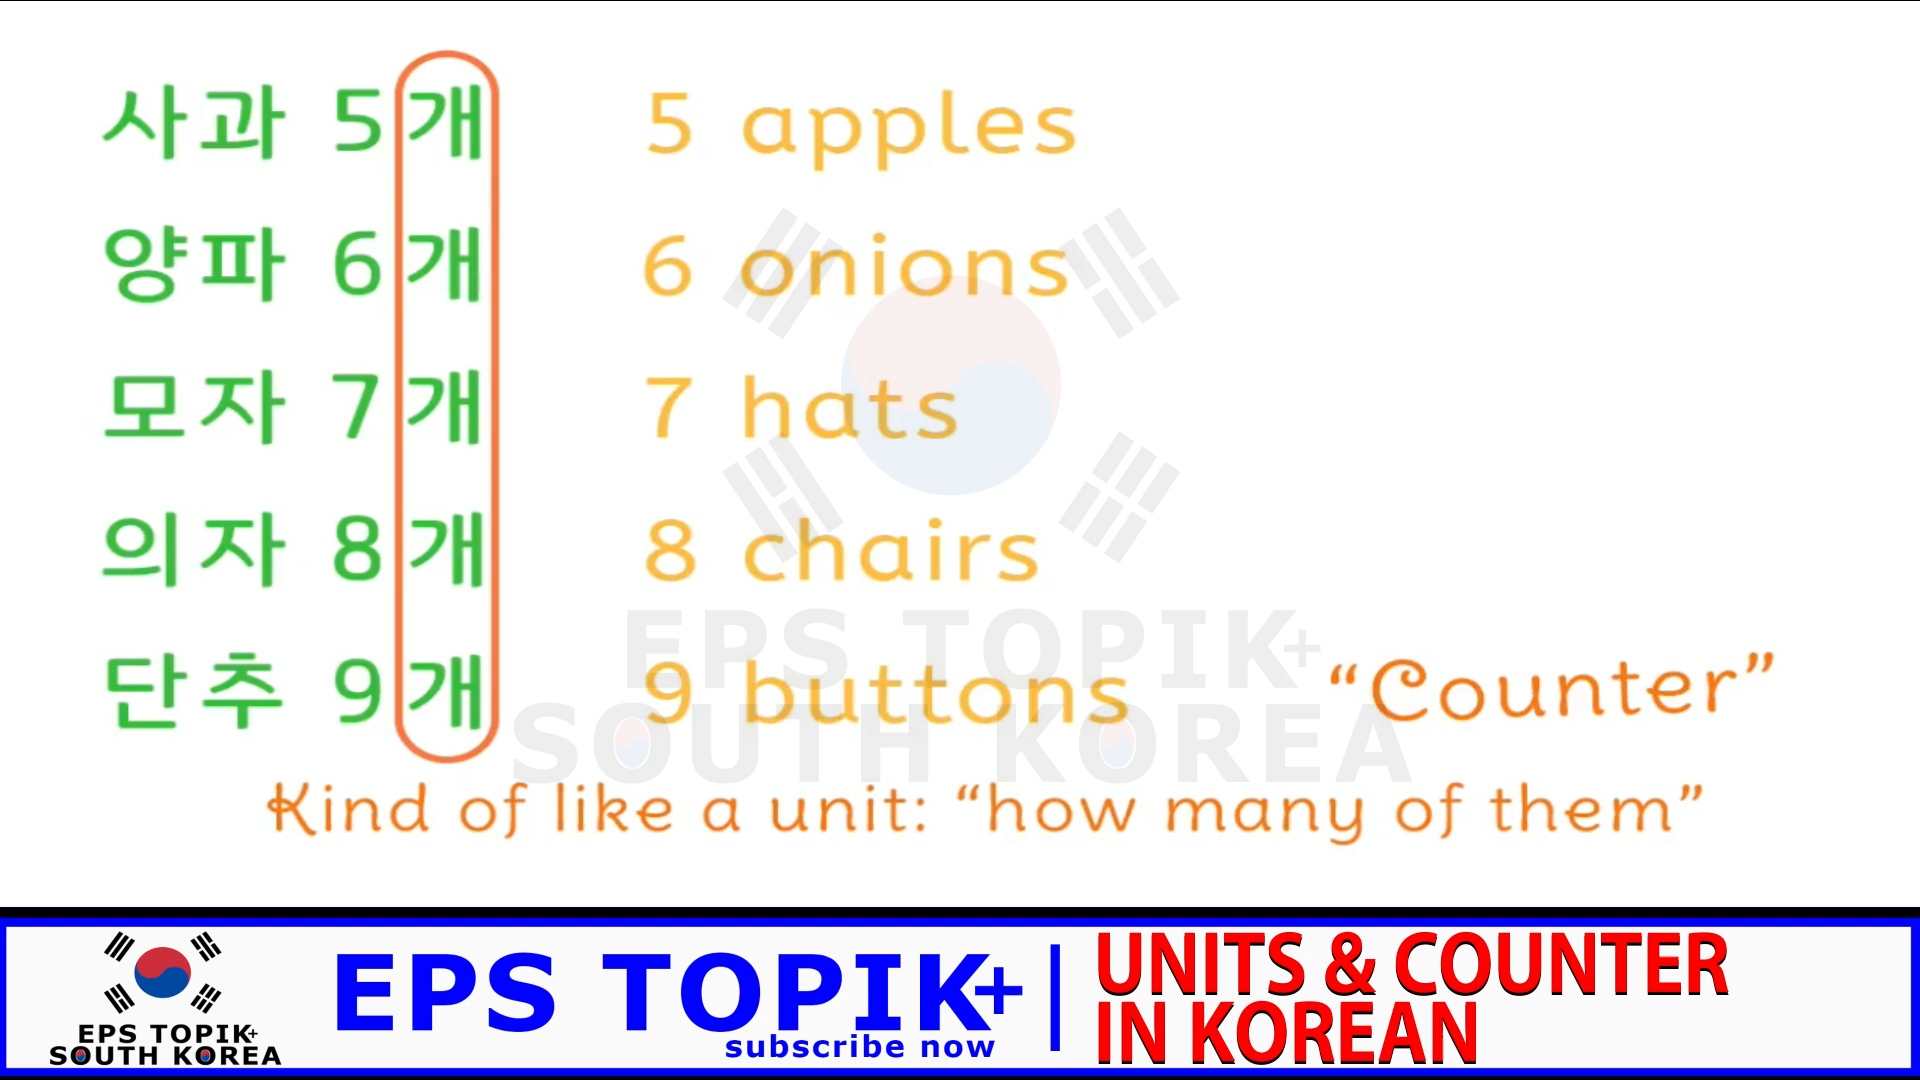 사과 5개 5 apples
양파 6개 6 onions
모자 7개 7 hats
의자 8개 8 chairs
단추 9개 9 buttons “Counter”
EPS TOPIK+
SOUTH KOREA
Kind of like a unit: “how many of them”
EPS TOPIK+
SOUTH KOREA
EPS TOPIK+
subscribe now
UNITS & COUNTER
IN KOREAN